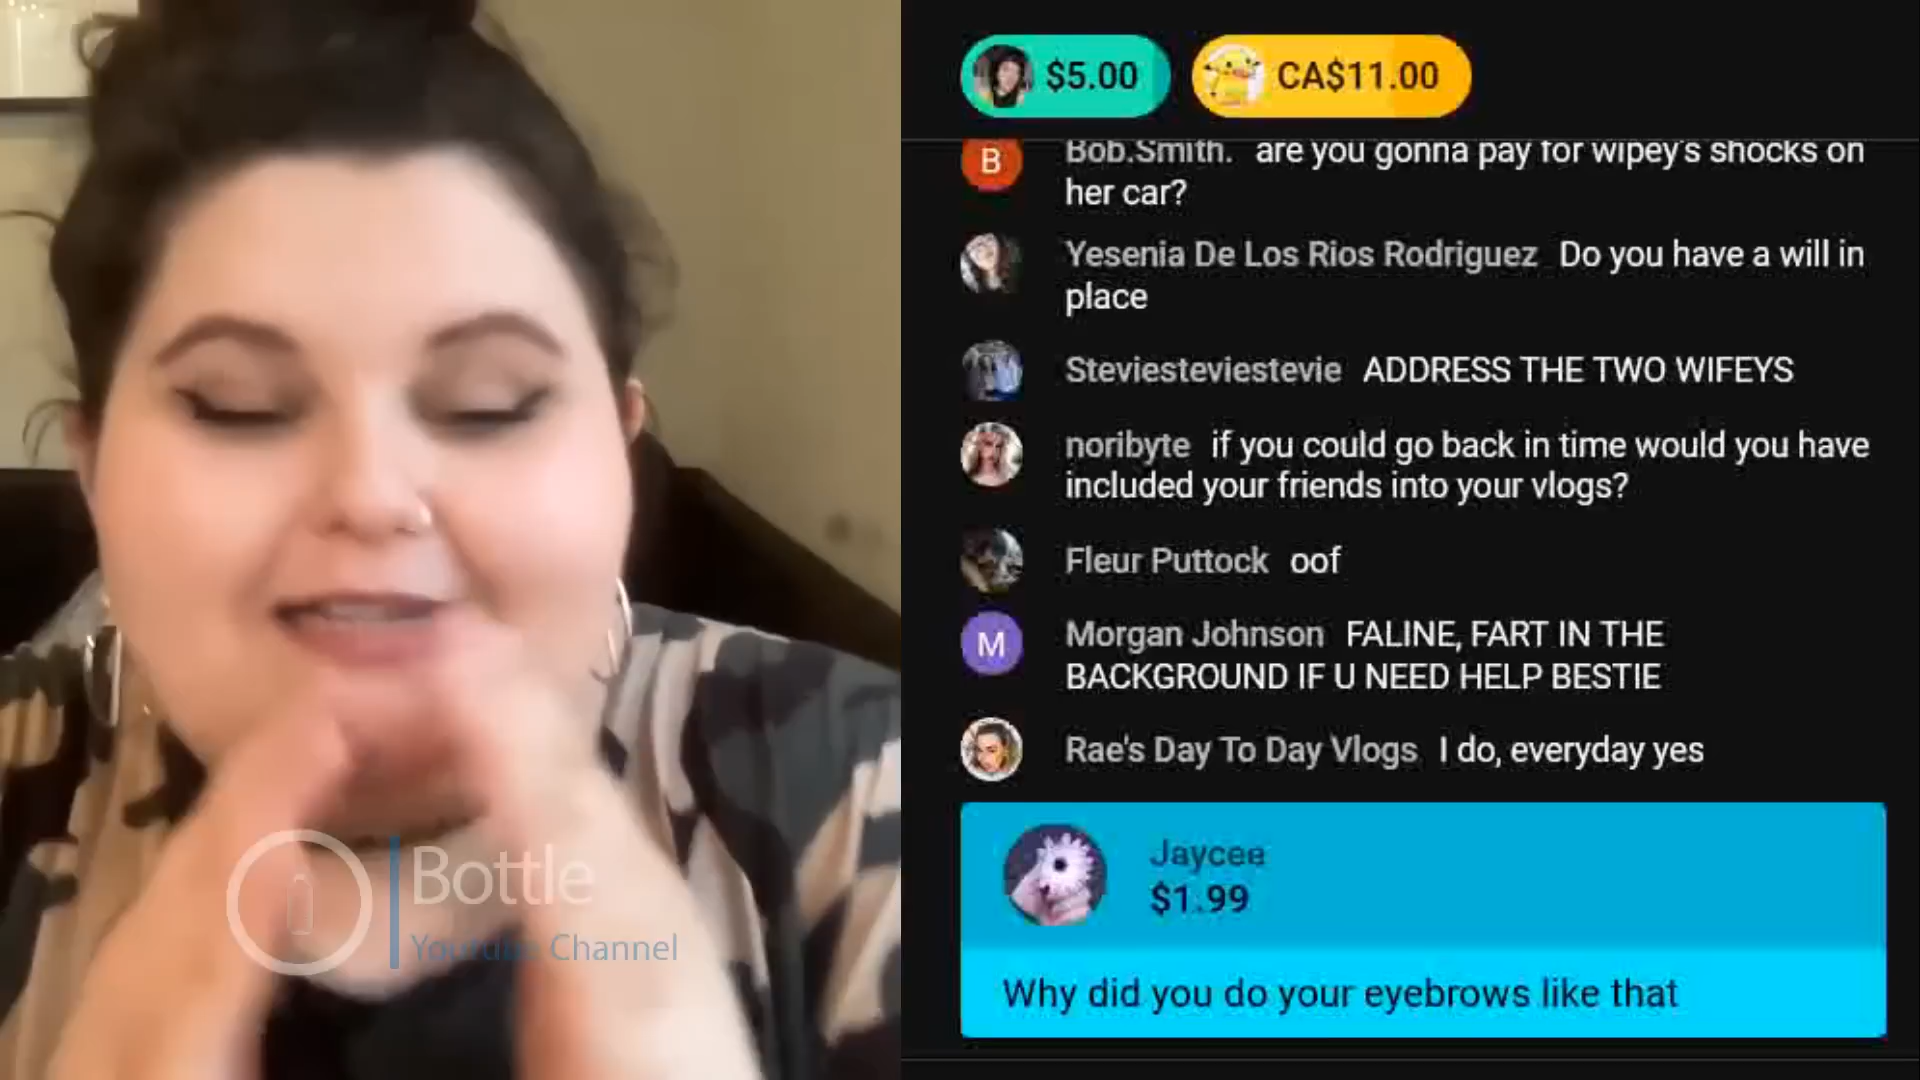 $5.00
CA$11.00
B
Bob.Smith. are you gonna pay for wipey's shocks on
her car?
Yesenia De Los Rios Rodriguez Do you have a will in
place
Steviesteviestevie ADDRESS THE TWO WIFEYS
noribyte if you could go back in time would you have
included your friends into your vlogs?
Fleur Puttock oof
M
Morgan Johnson FALINE, FART IN THE
BACKGROUND IF U NEED HELP BESTIE
Rae's Day To Day Vlogs I do, everyday yes
Jaycee
$1.99
Why did you do your eyebrows like that
Bottle
Youtube Channel